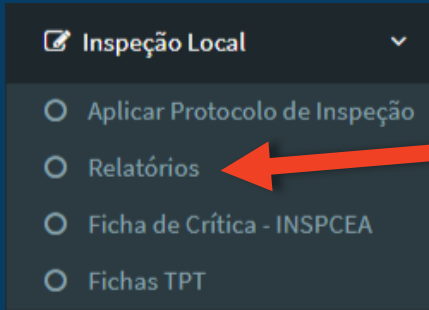 Inspeção Local
Aplicar Protocolo de Inspeção
Relatórios
Ficha de Crítica - INSPCEA
Fichas TPT